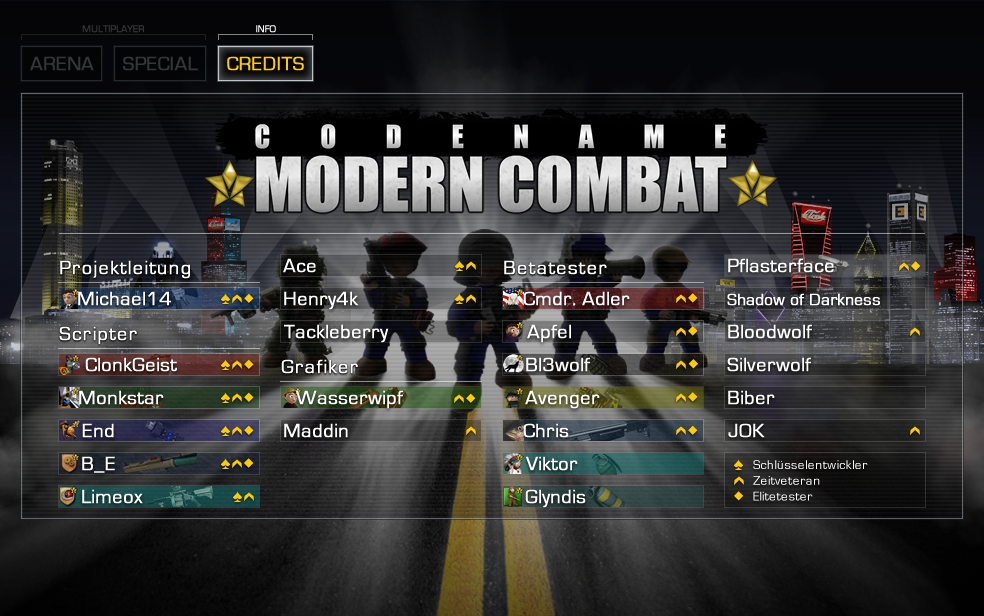 MULTIPLAYER
INFO
ARENA
SPECIAL
CREDITS
CODENAME
MODERN COMBAT
Projektleitung
Michael14
Scripter
ClonkGeist
Monkstar
End
B_E
Limeox
Ace
Henry4k
Tackleberry
Grafiker
Wasserwipf
Maddin
Betatester
Cmdr. Adler
Apfel
Bl3wolf
Avenger
Chris
Viktor
Glyndis
Pflasterface
Shadow of Darkness
Bloodwolf
Silverwolf
Biber
JOK
Schlüsselentwickler
Zeitveteran
Elitetester